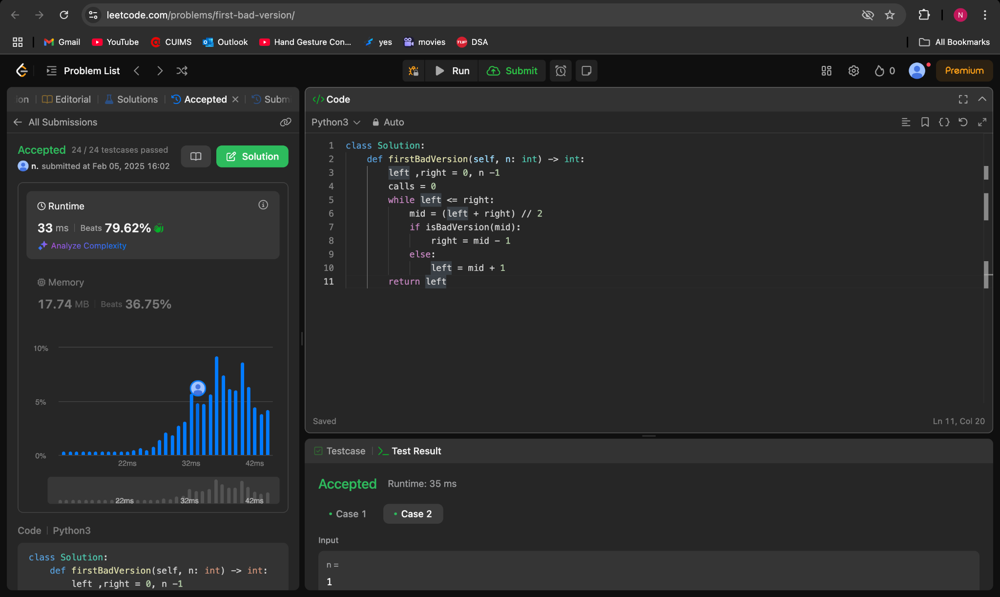 leetcode.com/problems/first-bad-version/
N
Gmail YouTube CUIMS Outlook Hand Gesture Con... yes movies TUF DSA All Bookmarks
Problem List Run Submit 0 Premium
ion Editorial Solutions Accepted Submi
All Submissions
Accepted 24 / 24 testcases passed
n. submitted at Feb 05, 2025 16:02
Solution
Runtime
33 ms Beats 79.62%
Analyze Complexity
Memory
17.74 MB Beats 36.75%
10%
5%
0%
22ms 32ms 42ms
22ms 32ms 42ms
Code Python3
class Solution:
def firstBadVersion(self, n: int) -> int:
left ,right = 0, n -1
</> Code
Python3 Auto
1 class Solution:
2 def firstBadVersion(self, n: int) -> int:
3 left ,right = 0, n -1
4 calls = 0
5 while left <= right:
6 mid = (left + right) // 2
7 if isBadVersion(mid):
8 right = mid - 1
9 else:
10 left = mid + 1
11 return left
Saved Ln 11, Col 20
Testcase >_ Test Result
Accepted Runtime: 35 ms
• Case 1 • Case 2
Input
n =
1